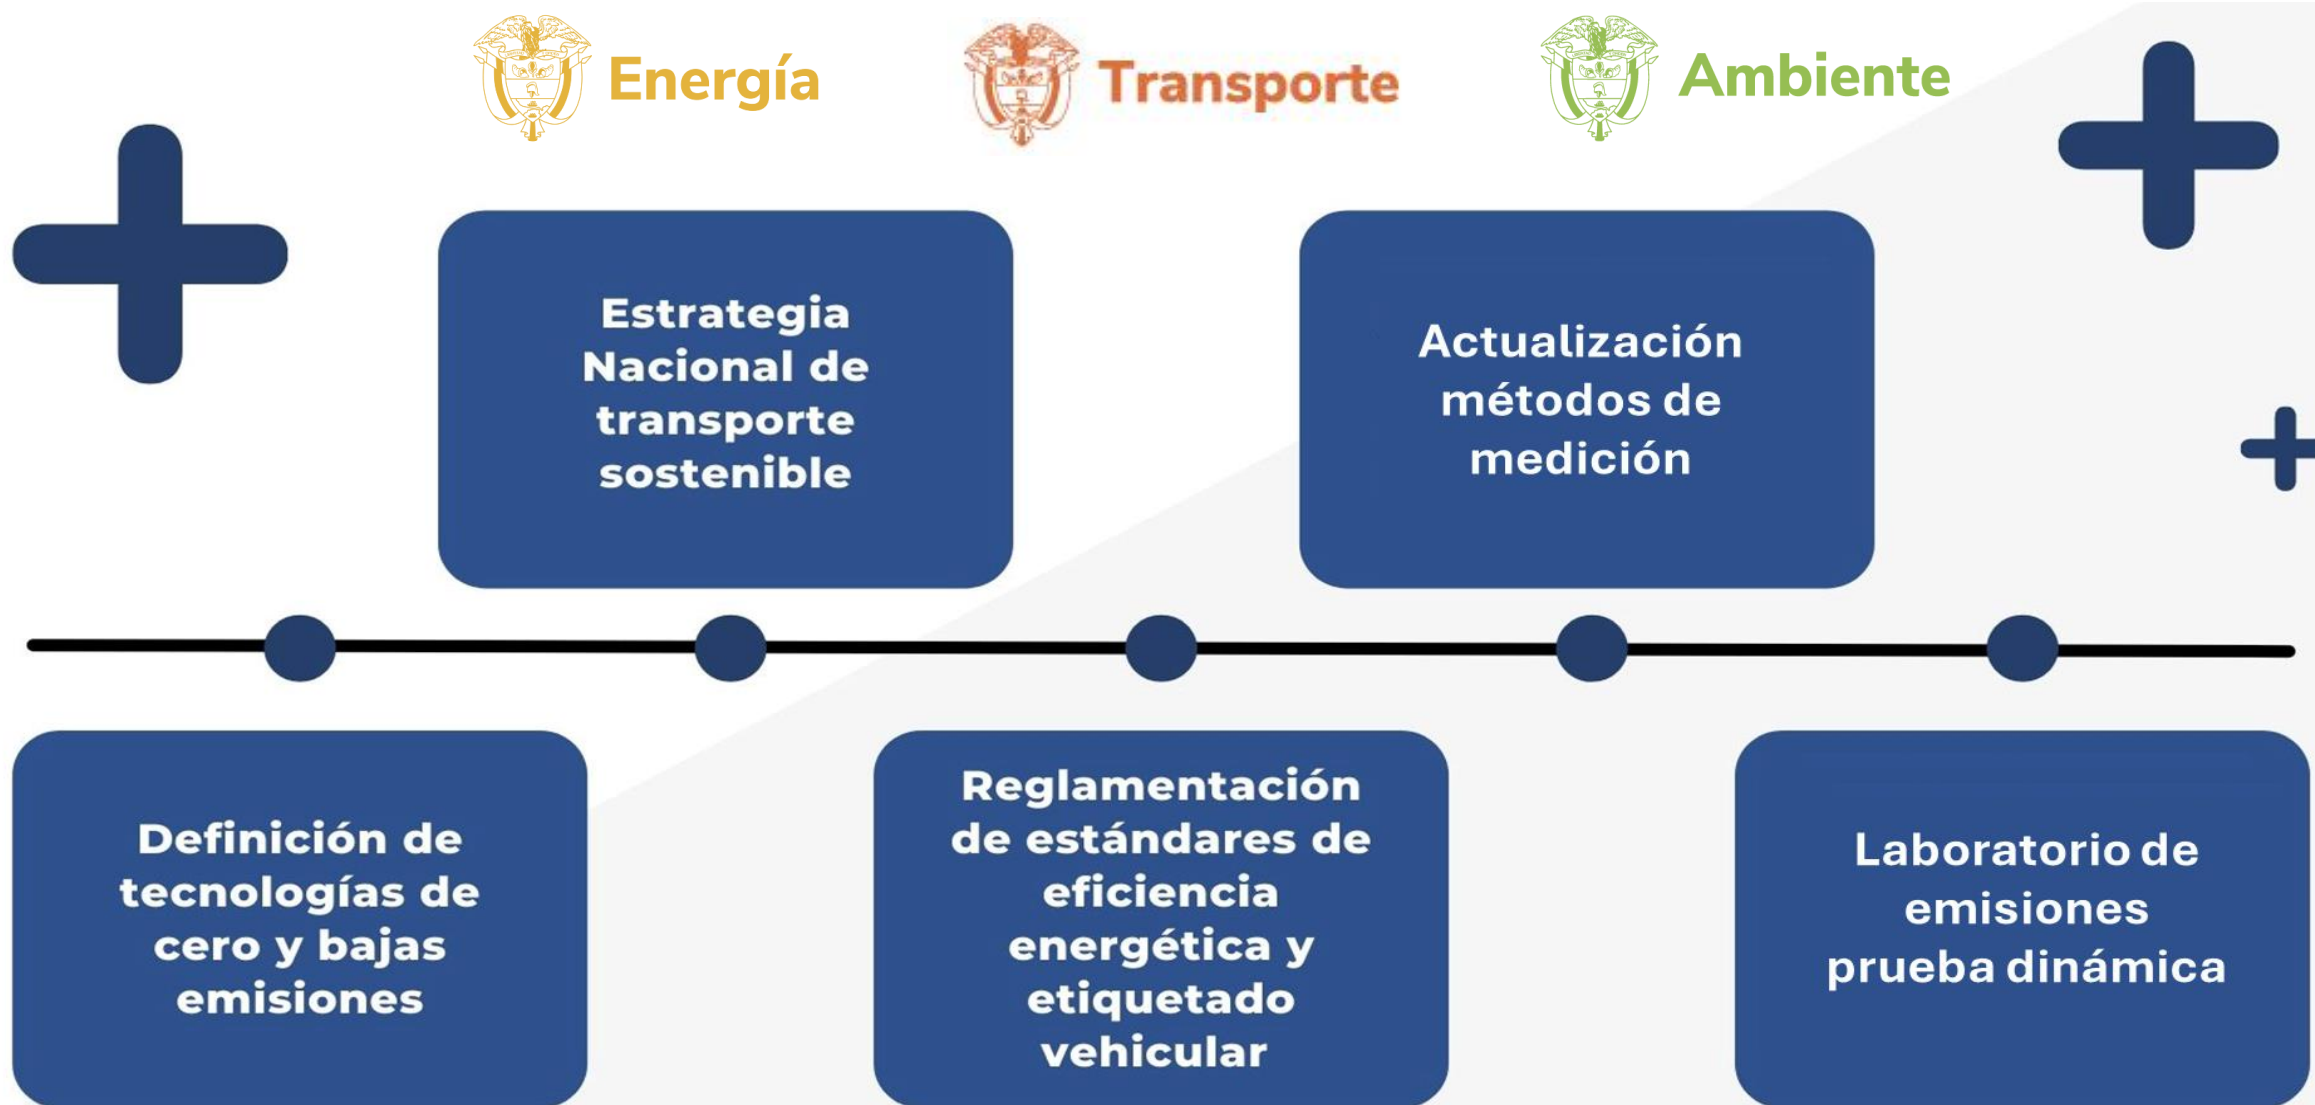 Energía
Transporte
Ambiente
Estrategia
Nacional de
transporte
sostenible
Actualización
métodos de
medición
Definición de
tecnologías de
cero y bajas
emisiones
Reglamentación
de estándares de
eficiencia
energética y
etiquetado
vehicular
Laboratorio de
emisiones
prueba dinámica